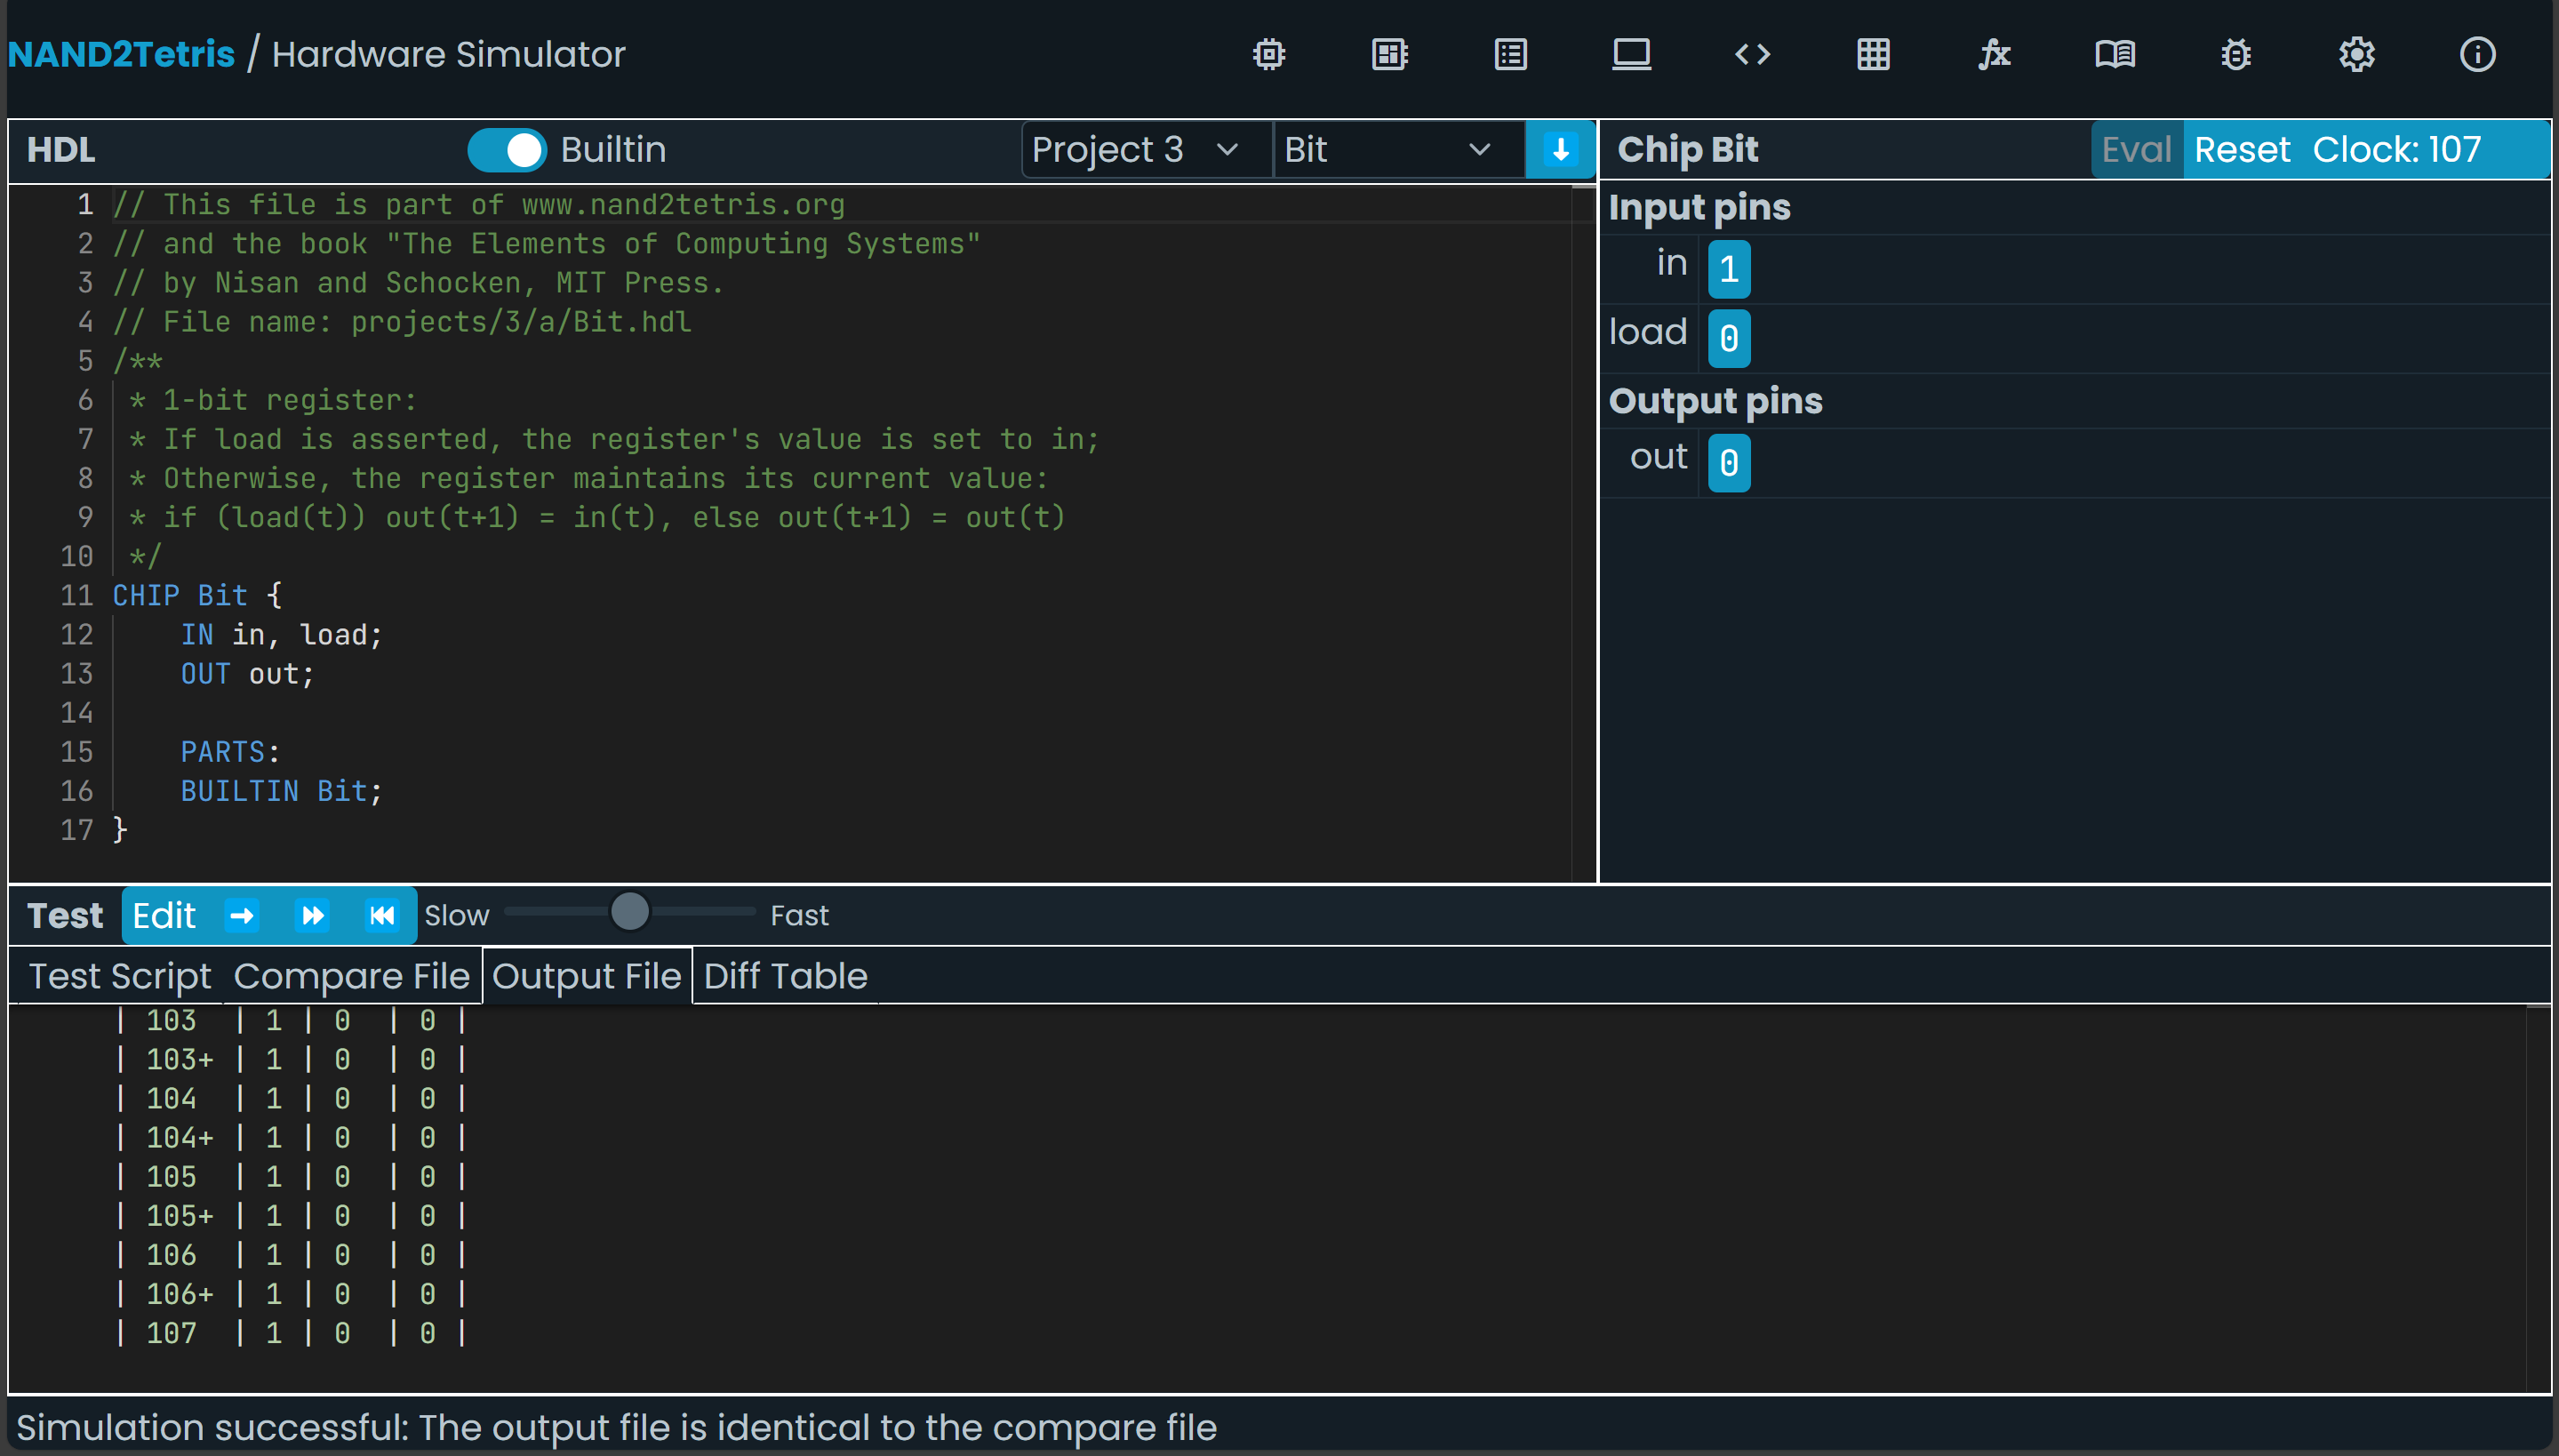 NAND2Tetris / Hardware Simulator
HDL Builtin Project 3 Bit
1 // This file is part of www.nand2tetris.org
2 // and the book "The Elements of Computing Systems"
3 // by Nisan and Schocken, MIT Press.
4 // File name: projects/3/a/Bit.hdl
5 /**
6  * 1-bit register:
7  * If load is asserted, the register's value is set to in;
8  * Otherwise, the register maintains its current value:
9  * if (load(t)) out(t+1) = in(t), else out(t+1) = out(t)
10  */
11 CHIP Bit {
12     IN in, load;
13     OUT out;
14
15     PARTS:
16     BUILTIN Bit;
17 }
Chip Bit Eval Reset Clock: 107
Input pins
in 1
load 0
Output pins
out 0
Test Edit Slow Fast
Test Script Compare File Output File Diff Table
| 103  | 1 | 0  | 0 |
| 103+ | 1 | 0  | 0 |
| 104  | 1 | 0  | 0 |
| 104+ | 1 | 0  | 0 |
| 105  | 1 | 0  | 0 |
| 105+ | 1 | 0  | 0 |
| 106  | 1 | 0  | 0 |
| 106+ | 1 | 0  | 0 |
| 107  | 1 | 0  | 0 |
Simulation successful: The output file is identical to the compare file